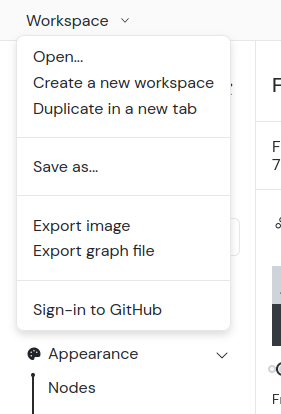 Workspace
Open...
Create a new workspace
Duplicate in a new tab
Save as...
Export image
Export graph file
Sign-in to GitHub
Appearance
Nodes
F
7